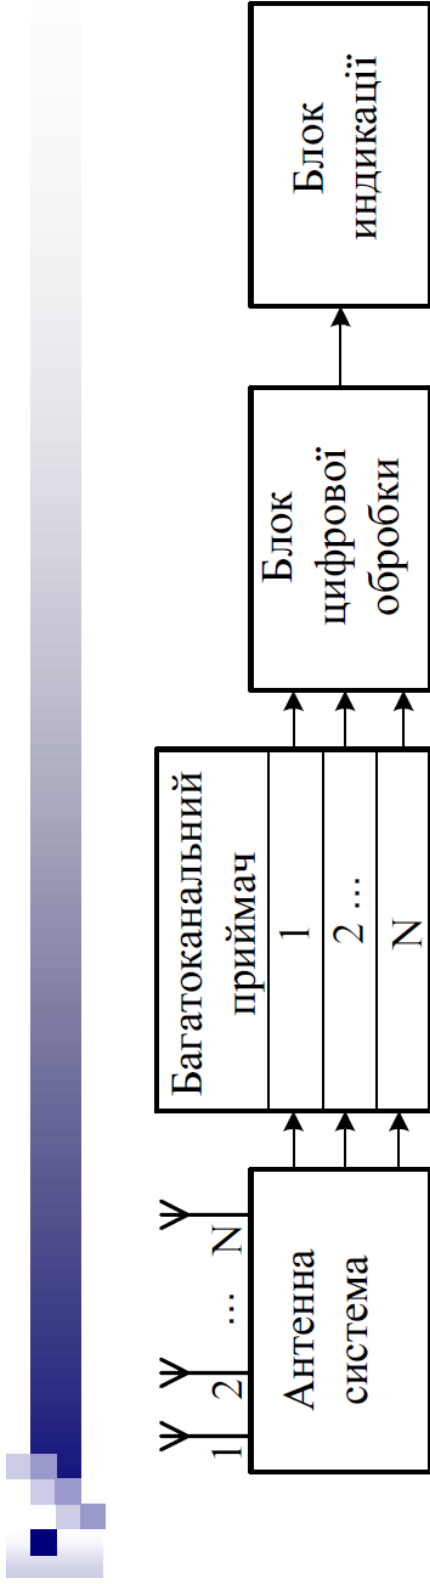 1 2 ... N
Антенна
система
Багатоканальний
приймач
1
2 ...
N
Блок
цифрової
обробки
Блок
индикації